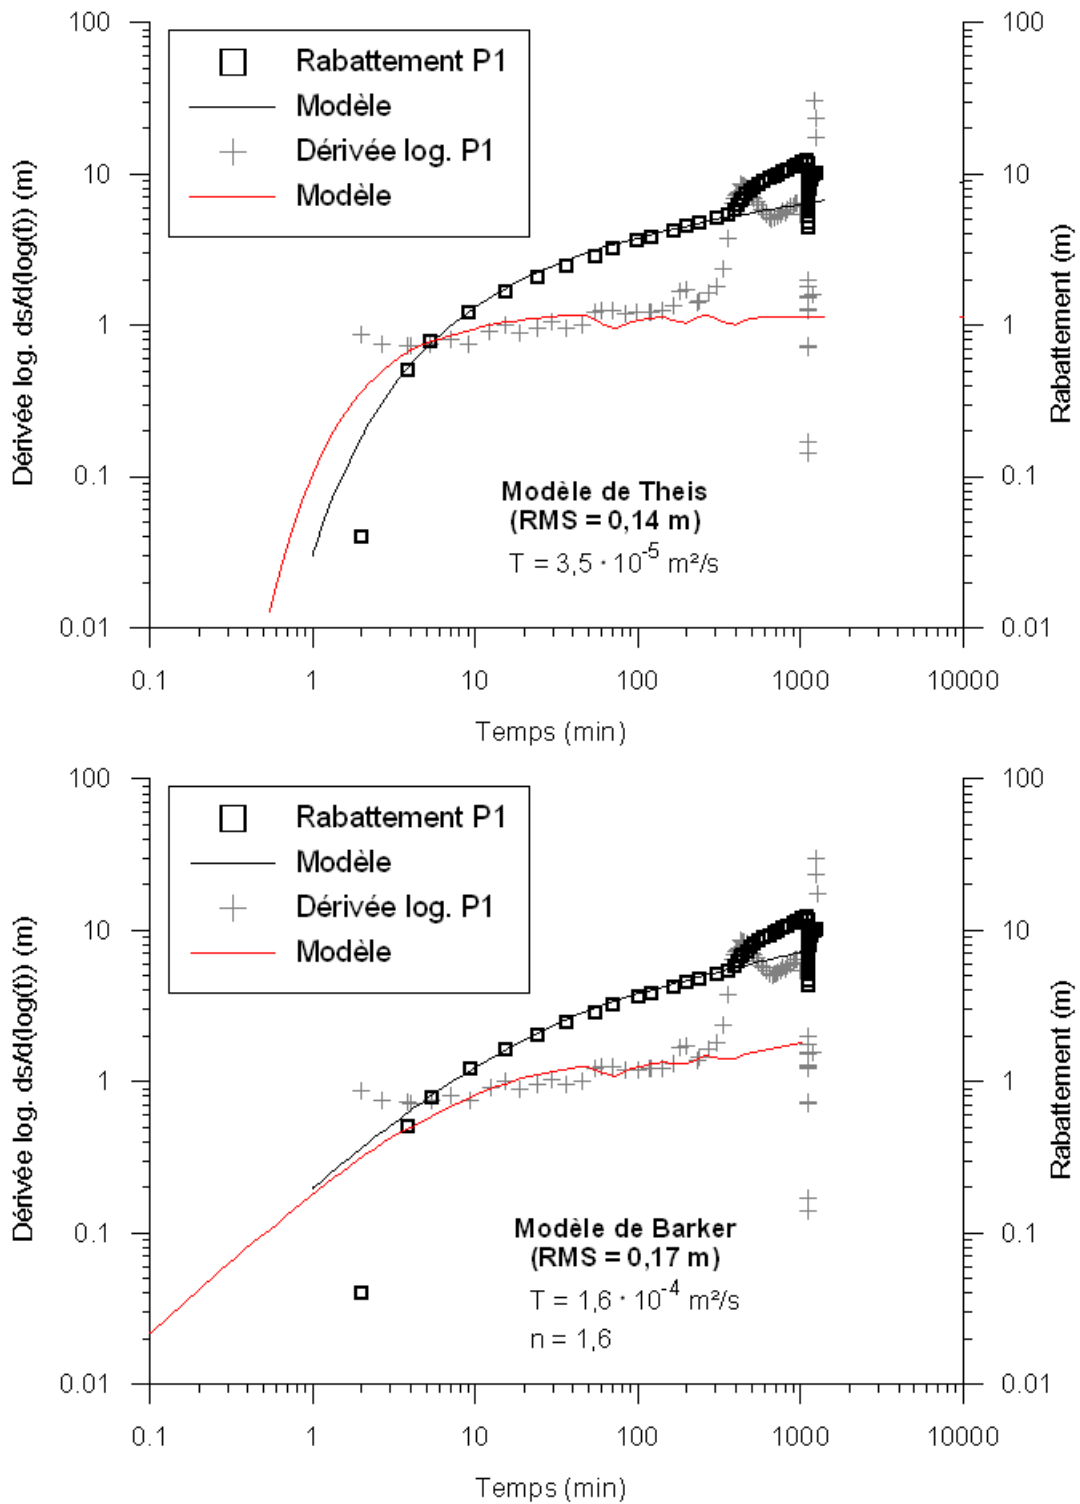 100
10
1
0.1
0.01
Dérivée log. ds/d(log(t)) (m)
Rabattement P1
Modèle
Dérivée log. P1
Modèle
Modèle de Theis
(RMS = 0,14 m)
T = 3,5 · 10-5 m²/s
100
10
1
0.1
0.01
Rabattement (m)
0.1 1 10 100 1000 10000
Temps (min)
100
10
1
0.1
0.01
Dérivée log. ds/d(log(t)) (m)
Rabattement P1
Modèle
Dérivée log. P1
Modèle
Modèle de Barker
(RMS = 0,17 m)
T = 1,6 · 10-4 m²/s
n = 1,6
100
10
1
0.1
0.01
Rabattement (m)
0.1 1 10 100 1000 10000
Temps (min)